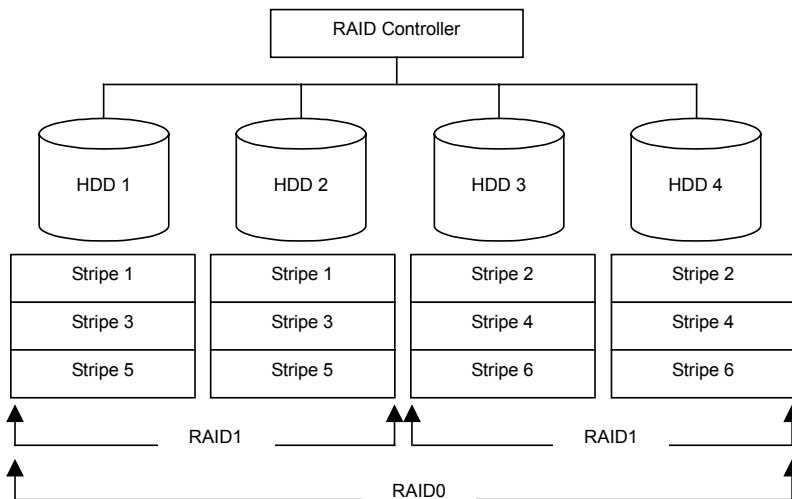 RAID Controller
HDD 1
HDD 2
HDD 3
HDD 4
Stripe 1
Stripe 1
Stripe 2
Stripe 2
Stripe 3
Stripe 3
Stripe 4
Stripe 4
Stripe 5
Stripe 5
Stripe 6
Stripe 6
RAID1
RAID1
RAID0